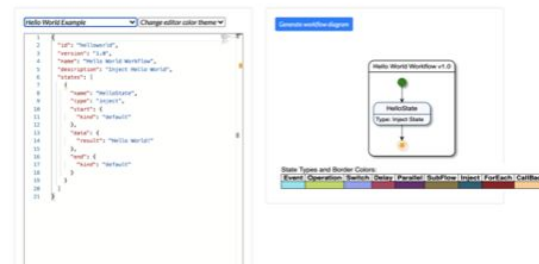 Hello World Example
Change editor color theme
1 {
2 "id": "helloworld",
3 "version": "1.0",
4 "name": "Hello World Workflow",
5 "description": "Inject Hello World",
6 "states": [
7 {
8 "name": "HelloState",
9 "type": "inject",
10 "start": {
11 "kind": "default"
12 },
13 "data": {
14 "result": "Hello World!"
15 },
16 "end": {
17 "kind": "default"
18 }
19 }
20 ]
21 }
Generate workflow diagram
Hello World Workflow v1.0
HelloState
Type: Inject State
State Types and Border Colors:
Event Operation Switch Delay Parallel SubFlow Inject ForEach CallBac